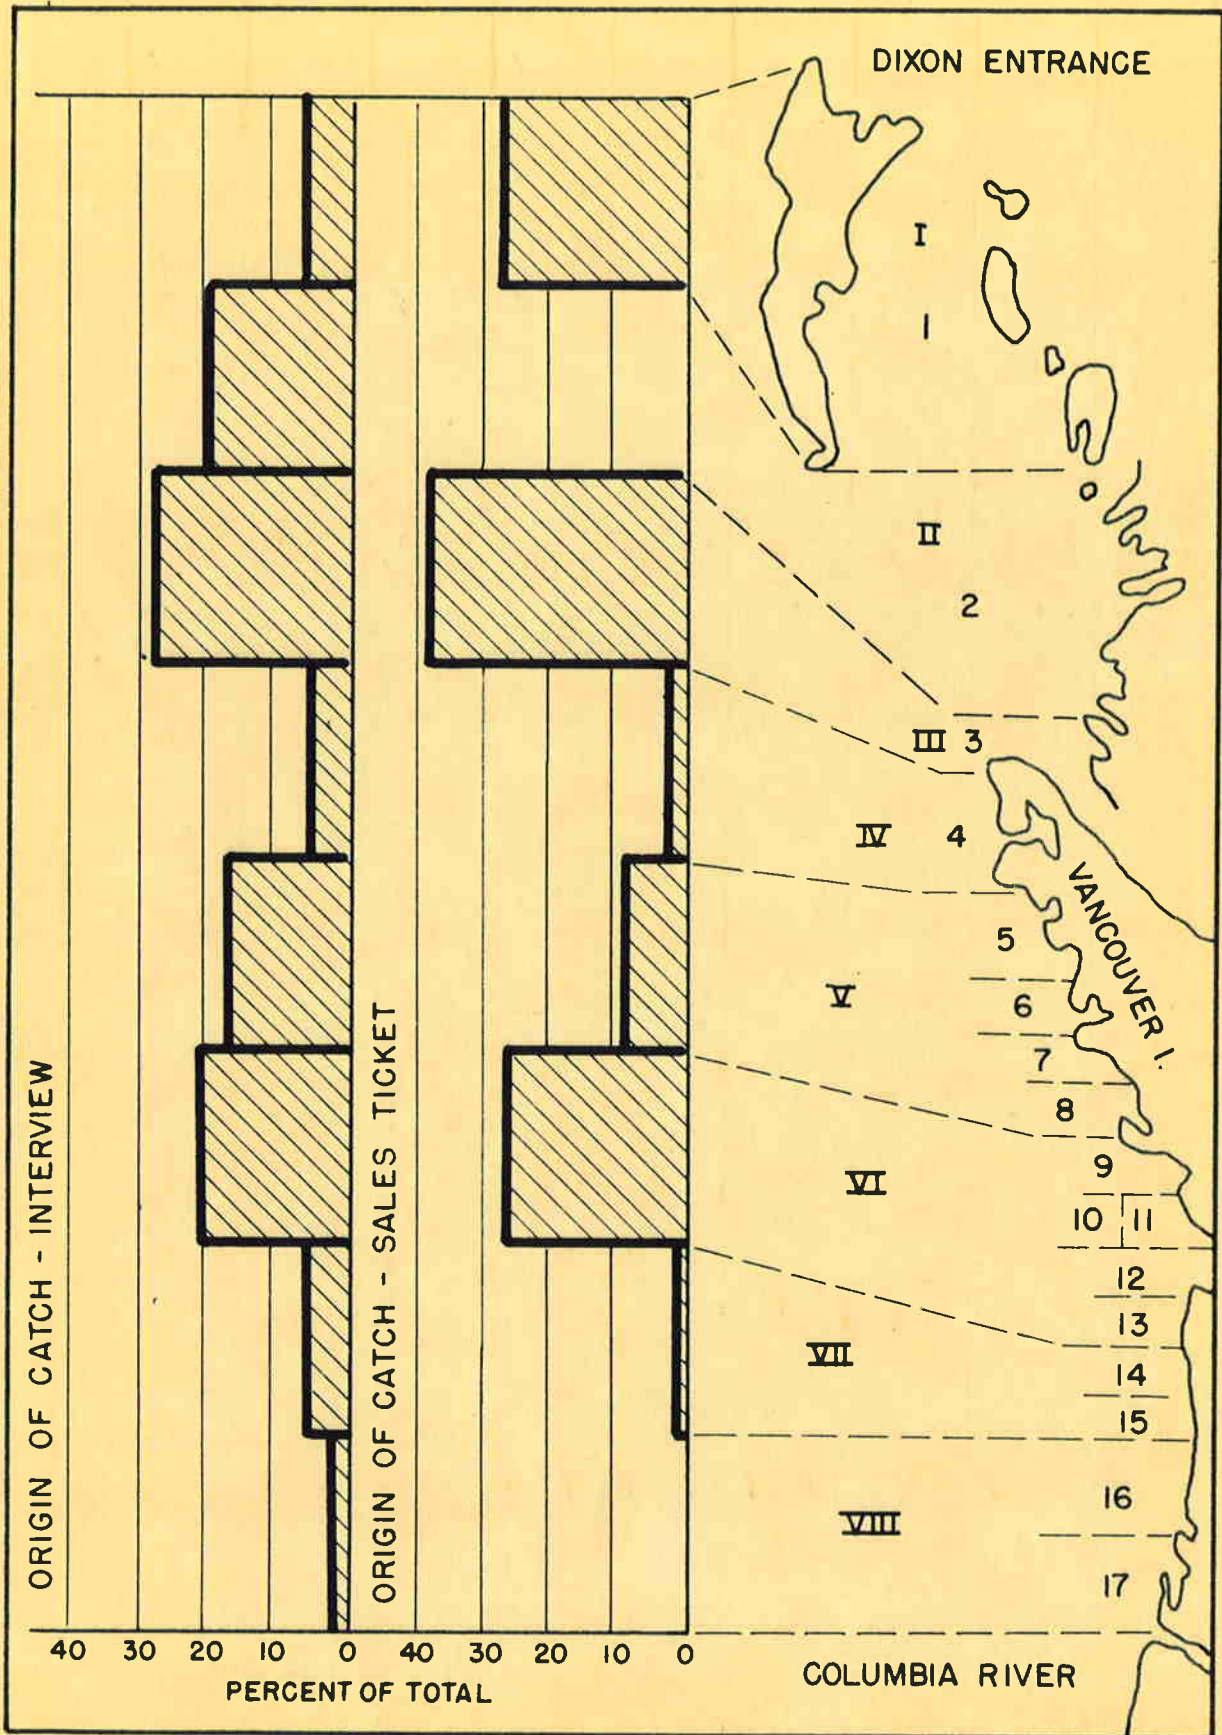 DIXON ENTRANCE
I
1
II
2
III 3
IV 4
VANCOUVER I.
5
V
6
7
8
9
VI
10 11
12
13
VII
14
15
16
VIII
17
ORIGIN OF CATCH - INTERVIEW
ORIGIN OF CATCH - SALES TICKET
40 30 20 10 0 40 30 20 10 0
PERCENT OF TOTAL
COLUMBIA RIVER